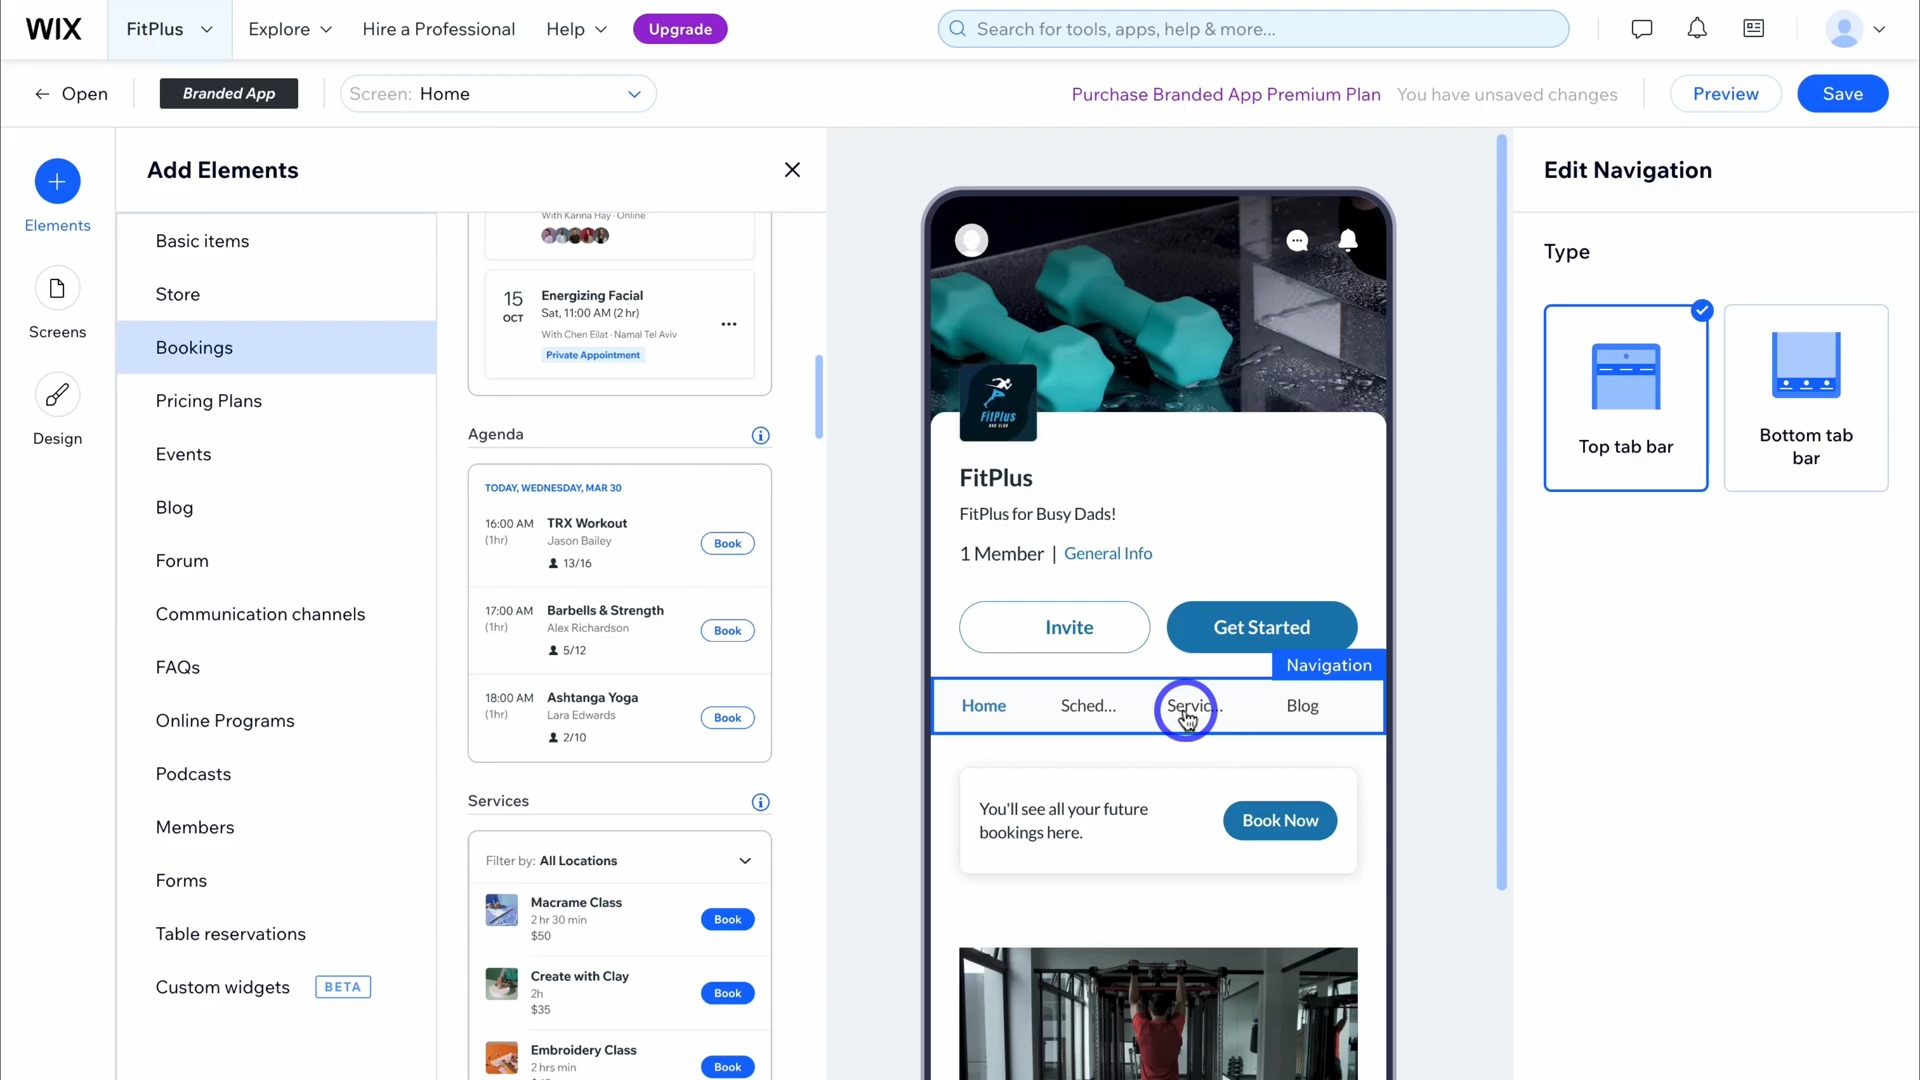 WIX
FitPlus
Explore
Hire a Professional
Help
Upgrade
Search for tools, apps, help & more...
Open
Branded App
Screen: Home
Purchase Branded App Premium Plan
You have unsaved changes
Preview
Save
Elements
Screens
Design
Add Elements
Basic items
Store
Bookings
Pricing Plans
Events
Blog
Forum
Communication channels
FAQs
Online Programs
Podcasts
Members
Forms
Table reservations
Custom widgets BETA
With Karina Hay · Online
15
OCT
Energizing Facial
Sat, 11:00 AM (2 hr)
With Chen Eilat · Namal Tel Aviv
Private Appointment
Agenda
TODAY, WEDNESDAY, MAR 30
16:00 AM
(1hr)
TRX Workout
Jason Bailey
13/16
Book
17:00 AM
(1hr)
Barbells & Strength
Alex Richardson
5/12
Book
18:00 AM
(1hr)
Ashtanga Yoga
Lara Edwards
2/10
Book
Services
Filter by: All Locations
Macrame Class
2 hr 30 min
$50
Book
Create with Clay
2h
$35
Book
Embroidery Class
2 hrs min
Book
FitPlus
FitPlus
FitPlus for Busy Dads!
1 Member | General Info
Invite
Get Started
Navigation
Home
Sched...
Servic...
Blog
You'll see all your future
bookings here.
Book Now
Edit Navigation
Type
Top tab bar
Bottom tab
bar